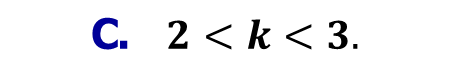 C. 2 < k < 3.